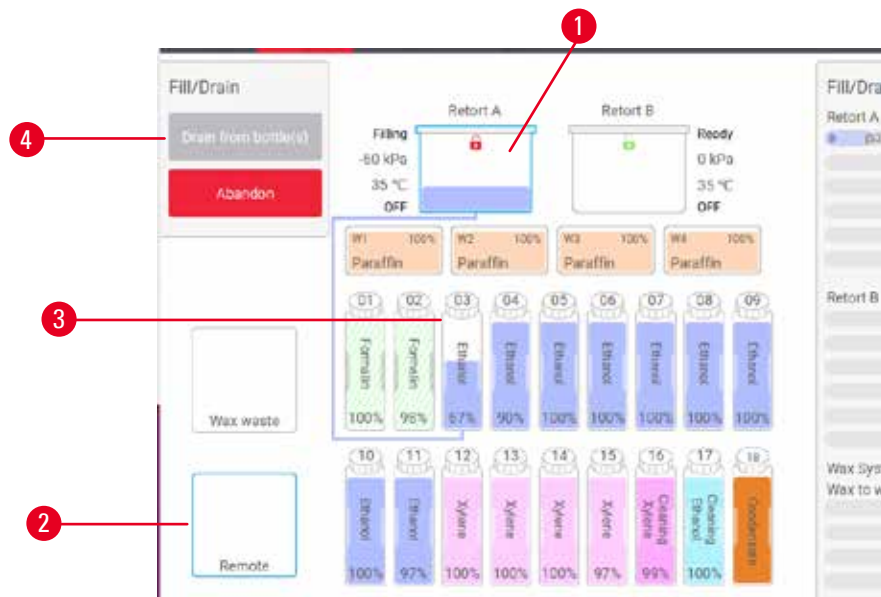 1
Fill/Drain
Fill/Dra
Retort A
Retort B
Retort A
4
Drain from bottle(s)
Filling
Ready
-60 kPa
0 kPa
Abandon
35 °C
35 °C
OFF
OFF
W1 100% W2 100% W3 100% W4 100%
Paraffin Paraffin Paraffin Paraffin
3
01 02 03 04 05 06 07 08 09
Retort B
Formalin Formalin Ethanol Ethanol Ethanol Ethanol Ethanol Ethanol Ethanol
100% 98% 67% 90% 100% 100% 100% 100% 100%
Wax waste
10 11 12 13 14 15 16 17 18
Wax Sys
Wax to w
2
Ethanol Ethanol Xylene Xylene Xylene Xylene Cleaning Xylene Cleaning Ethanol Condensate
Remote
100% 97% 100% 100% 100% 97% 99% 100%